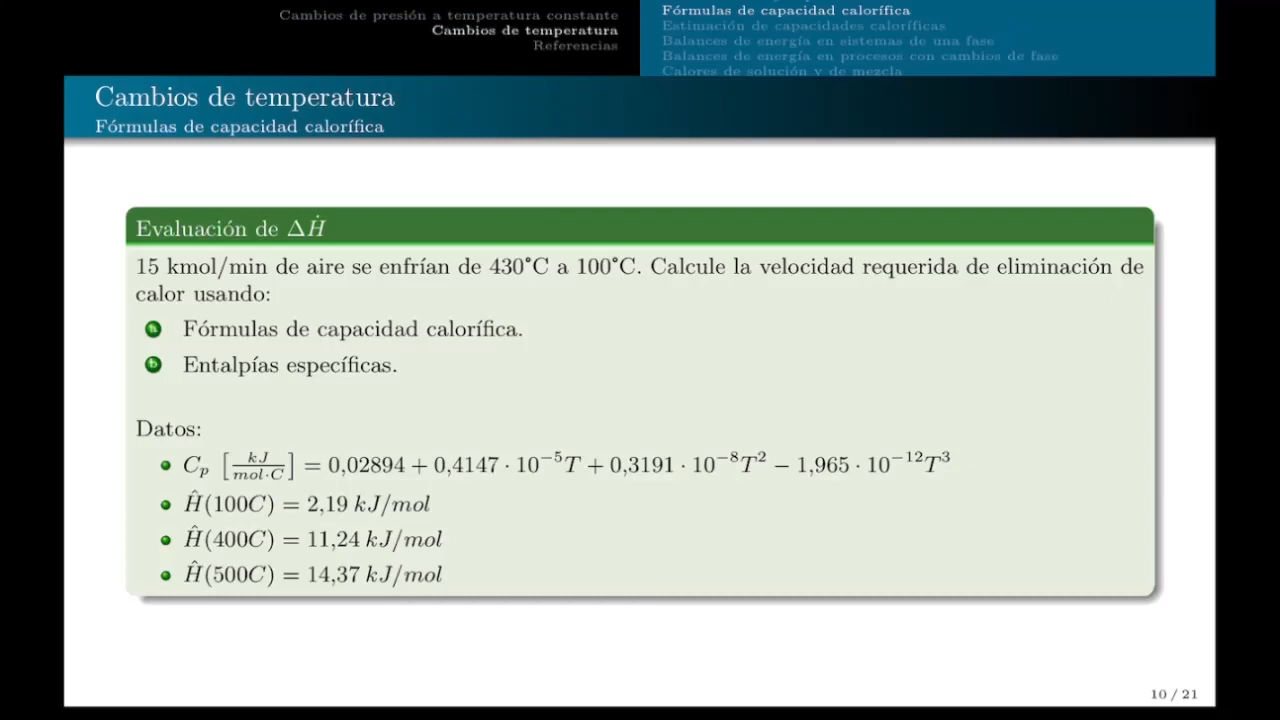 Cambios de presión a temperatura constante
Cambios de temperatura
Referencias
Fórmulas de capacidad calorífica
Estimación de capacidades caloríficas
Balances de energía en sistemas de una fase
Balances de energía en procesos con cambios de fase
Calores de solución y de mezcla
Cambios de temperatura
Fórmulas de capacidad calorífica
Evaluación de ΔḢ
15 kmol/min de aire se enfrían de 430°C a 100°C. Calcule la velocidad requerida de eliminación de
calor usando:
a Fórmulas de capacidad calorífica.
b Entalpías específicas.
Datos:
C_p [kJ/mol·C] = 0,02894 + 0,4147 · 10^−5 T + 0,3191 · 10^−8 T^2 − 1,965 · 10^−12 T^3
Ĥ(100C) = 2,19 kJ/mol
Ĥ(400C) = 11,24 kJ/mol
Ĥ(500C) = 14,37 kJ/mol
10 / 21